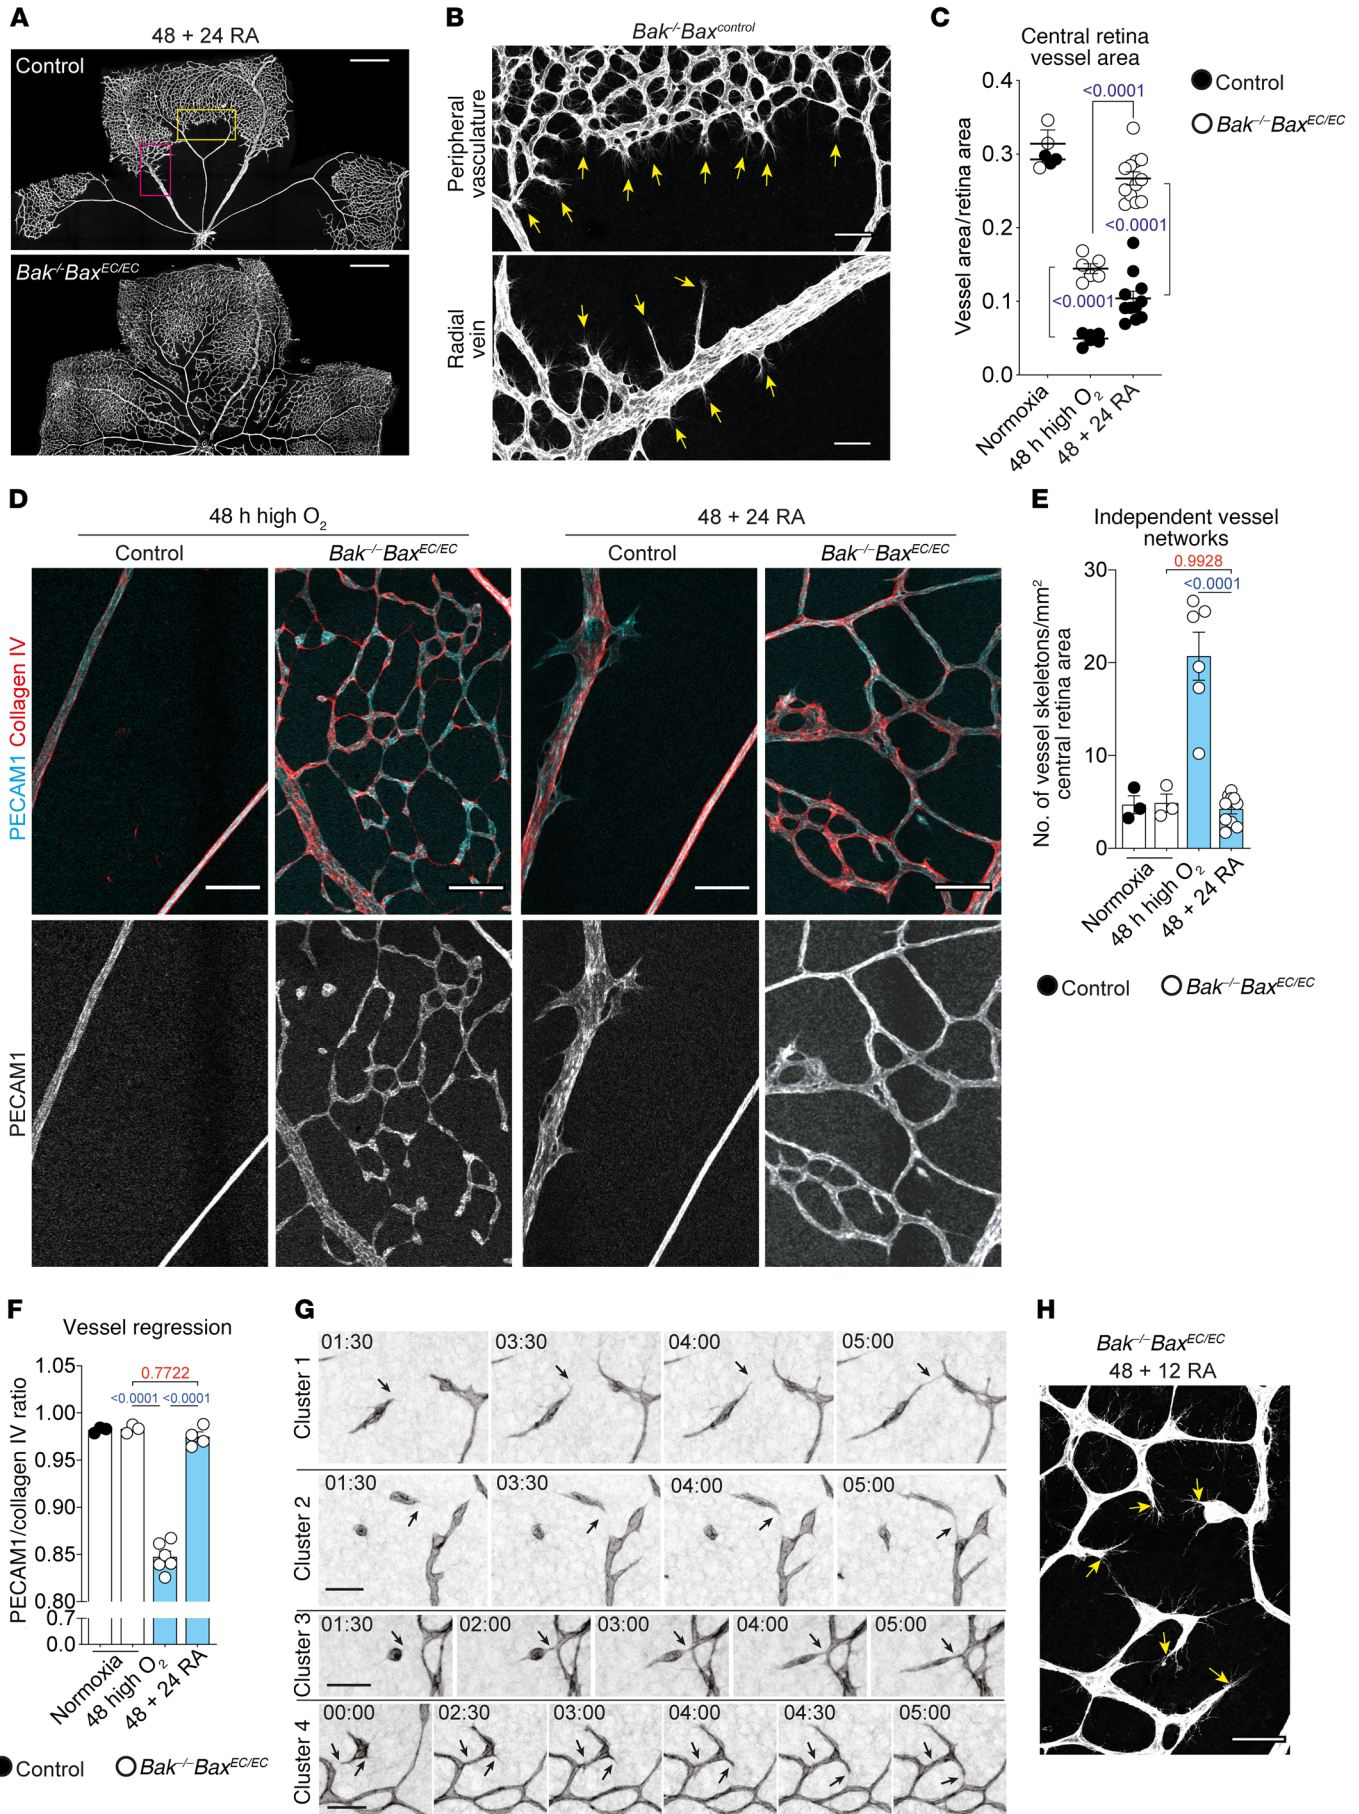 A
48 + 24 RA
Control
Bak–/–BaxEC/EC
B
Bak–/–Baxcontrol
Peripheral
vasculature
Radial
vein
C
Central retina
vessel area
Vessel area/retina area
0.4
0.3
0.2
0.1
0.0
<0.0001
<0.0001
<0.0001
Normoxia
48 h high O2
48 + 24 RA
Control
Bak–/–BaxEC/EC
D
48 h high O2
48 + 24 RA
Control
Bak–/–BaxEC/EC
Control
Bak–/–BaxEC/EC
PECAM1 Collagen IV
PECAM1
E
Independent vessel
networks
No. of vessel skeletons/mm2
central retina area
30
20
10
0
0.9928
<0.0001
Normoxia
48 h high O2
48 + 24 RA
Control
Bak–/–BaxEC/EC
F
Vessel regression
PECAM1/collagen IV ratio
1.05
1.00
0.95
0.90
0.85
0.80
0.7
0.0
0.7722
<0.0001
<0.0001
Normoxia
48 high O2
48 + 24 RA
Control
Bak–/–BaxEC/EC
G
Cluster 1
01:30
03:30
04:00
05:00
Cluster 2
01:30
03:30
04:00
05:00
Cluster 3
01:30
02:00
03:00
04:00
05:00
Cluster 4
00:00
02:30
03:00
04:00
04:30
05:00
H
Bak–/–BaxEC/EC
48 + 12 RA